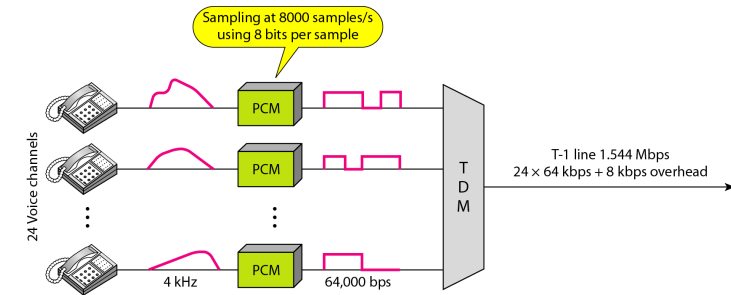 Sampling at 8000 samples/s
using 8 bits per sample
24 Voice channels
PCM
PCM
PCM
4 kHz
64,000 bps
T
D
M
T-1 line 1.544 Mbps
24 × 64 kbps + 8 kbps overhead